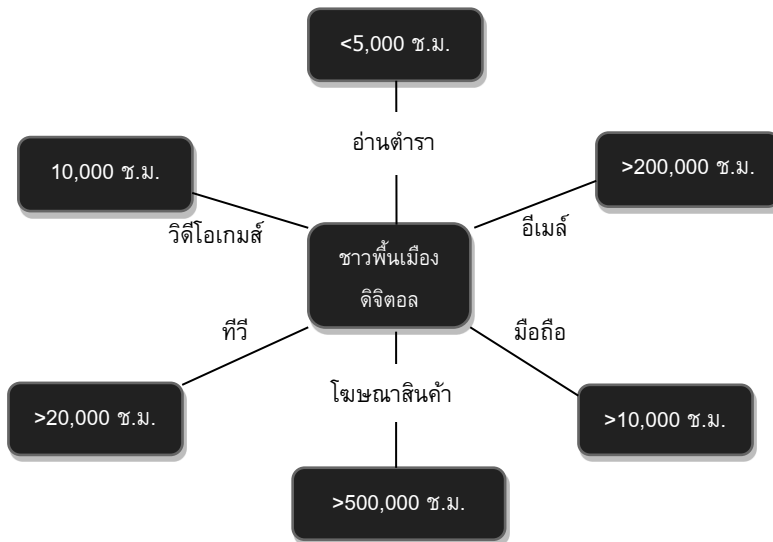 <5,000 ช.ม.
อ่านตำรา
10,000 ช.ม.
>200,000 ช.ม.
วิดีโอเกมส์
อีเมล์
ชาวพื้นเมือง
ดิจิตอล
ทีวี
มือถือ
โฆษณาสินค้า
>20,000 ช.ม.
>10,000 ช.ม.
>500,000 ช.ม.